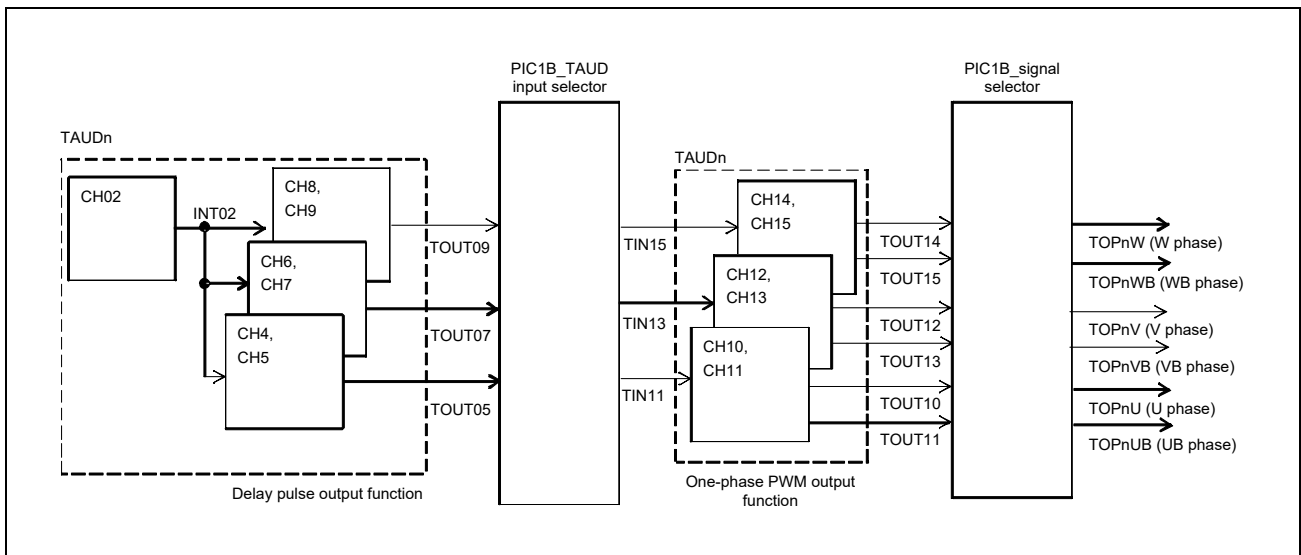 PIC1B_TAUD
input selector
PIC1B_signal
selector
TAUDn
CH02
INT02
CH8,
CH9
CH6,
CH7
CH4,
CH5
TOUT09
TOUT07
TOUT05
Delay pulse output function
TIN15
TIN13
TIN11
TAUDn
CH14,
CH15
CH12,
CH13
CH10,
CH11
One-phase PWM output
function
TOUT14
TOUT15
TOUT12
TOUT13
TOUT10
TOUT11
TOPnW (W phase)
TOPnWB (WB phase)
TOPnV (V phase)
TOPnVB (VB phase)
TOPnU (U phase)
TOPnUB (UB phase)